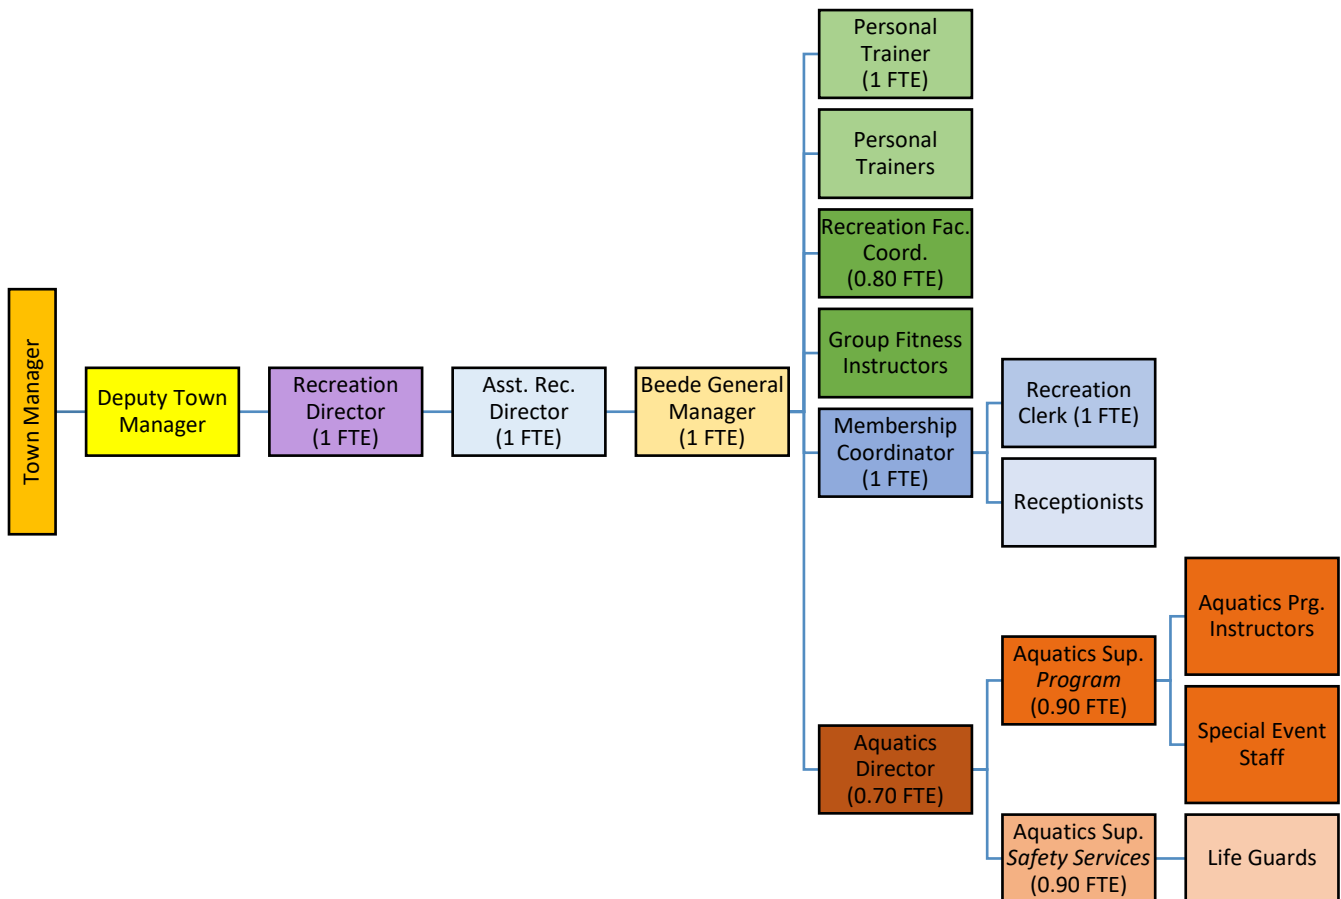 Town Manager
Deputy Town
Manager
Recreation
Director
(1 FTE)
Asst. Rec.
Director
(1 FTE)
Beede General
Manager
(1 FTE)
Personal
Trainer
(1 FTE)
Personal
Trainers
Recreation Fac.
Coord.
(0.80 FTE)
Group Fitness
Instructors
Membership
Coordinator
(1 FTE)
Recreation
Clerk (1 FTE)
Receptionists
Aquatics
Director
(0.70 FTE)
Aquatics Sup.
Program
(0.90 FTE)
Aquatics Prg.
Instructors
Special Event
Staff
Aquatics Sup.
Safety Services
(0.90 FTE)
Life Guards